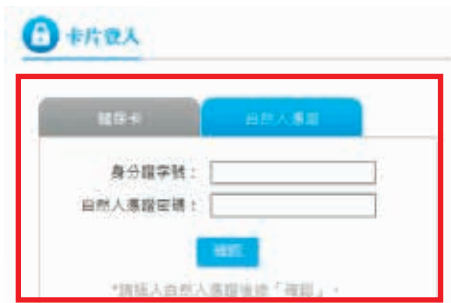 卡片登入
健保卡
自然人憑證
身分證字號：
自然人憑證密碼：
確認
*請插入自然人憑證後按「確認」。